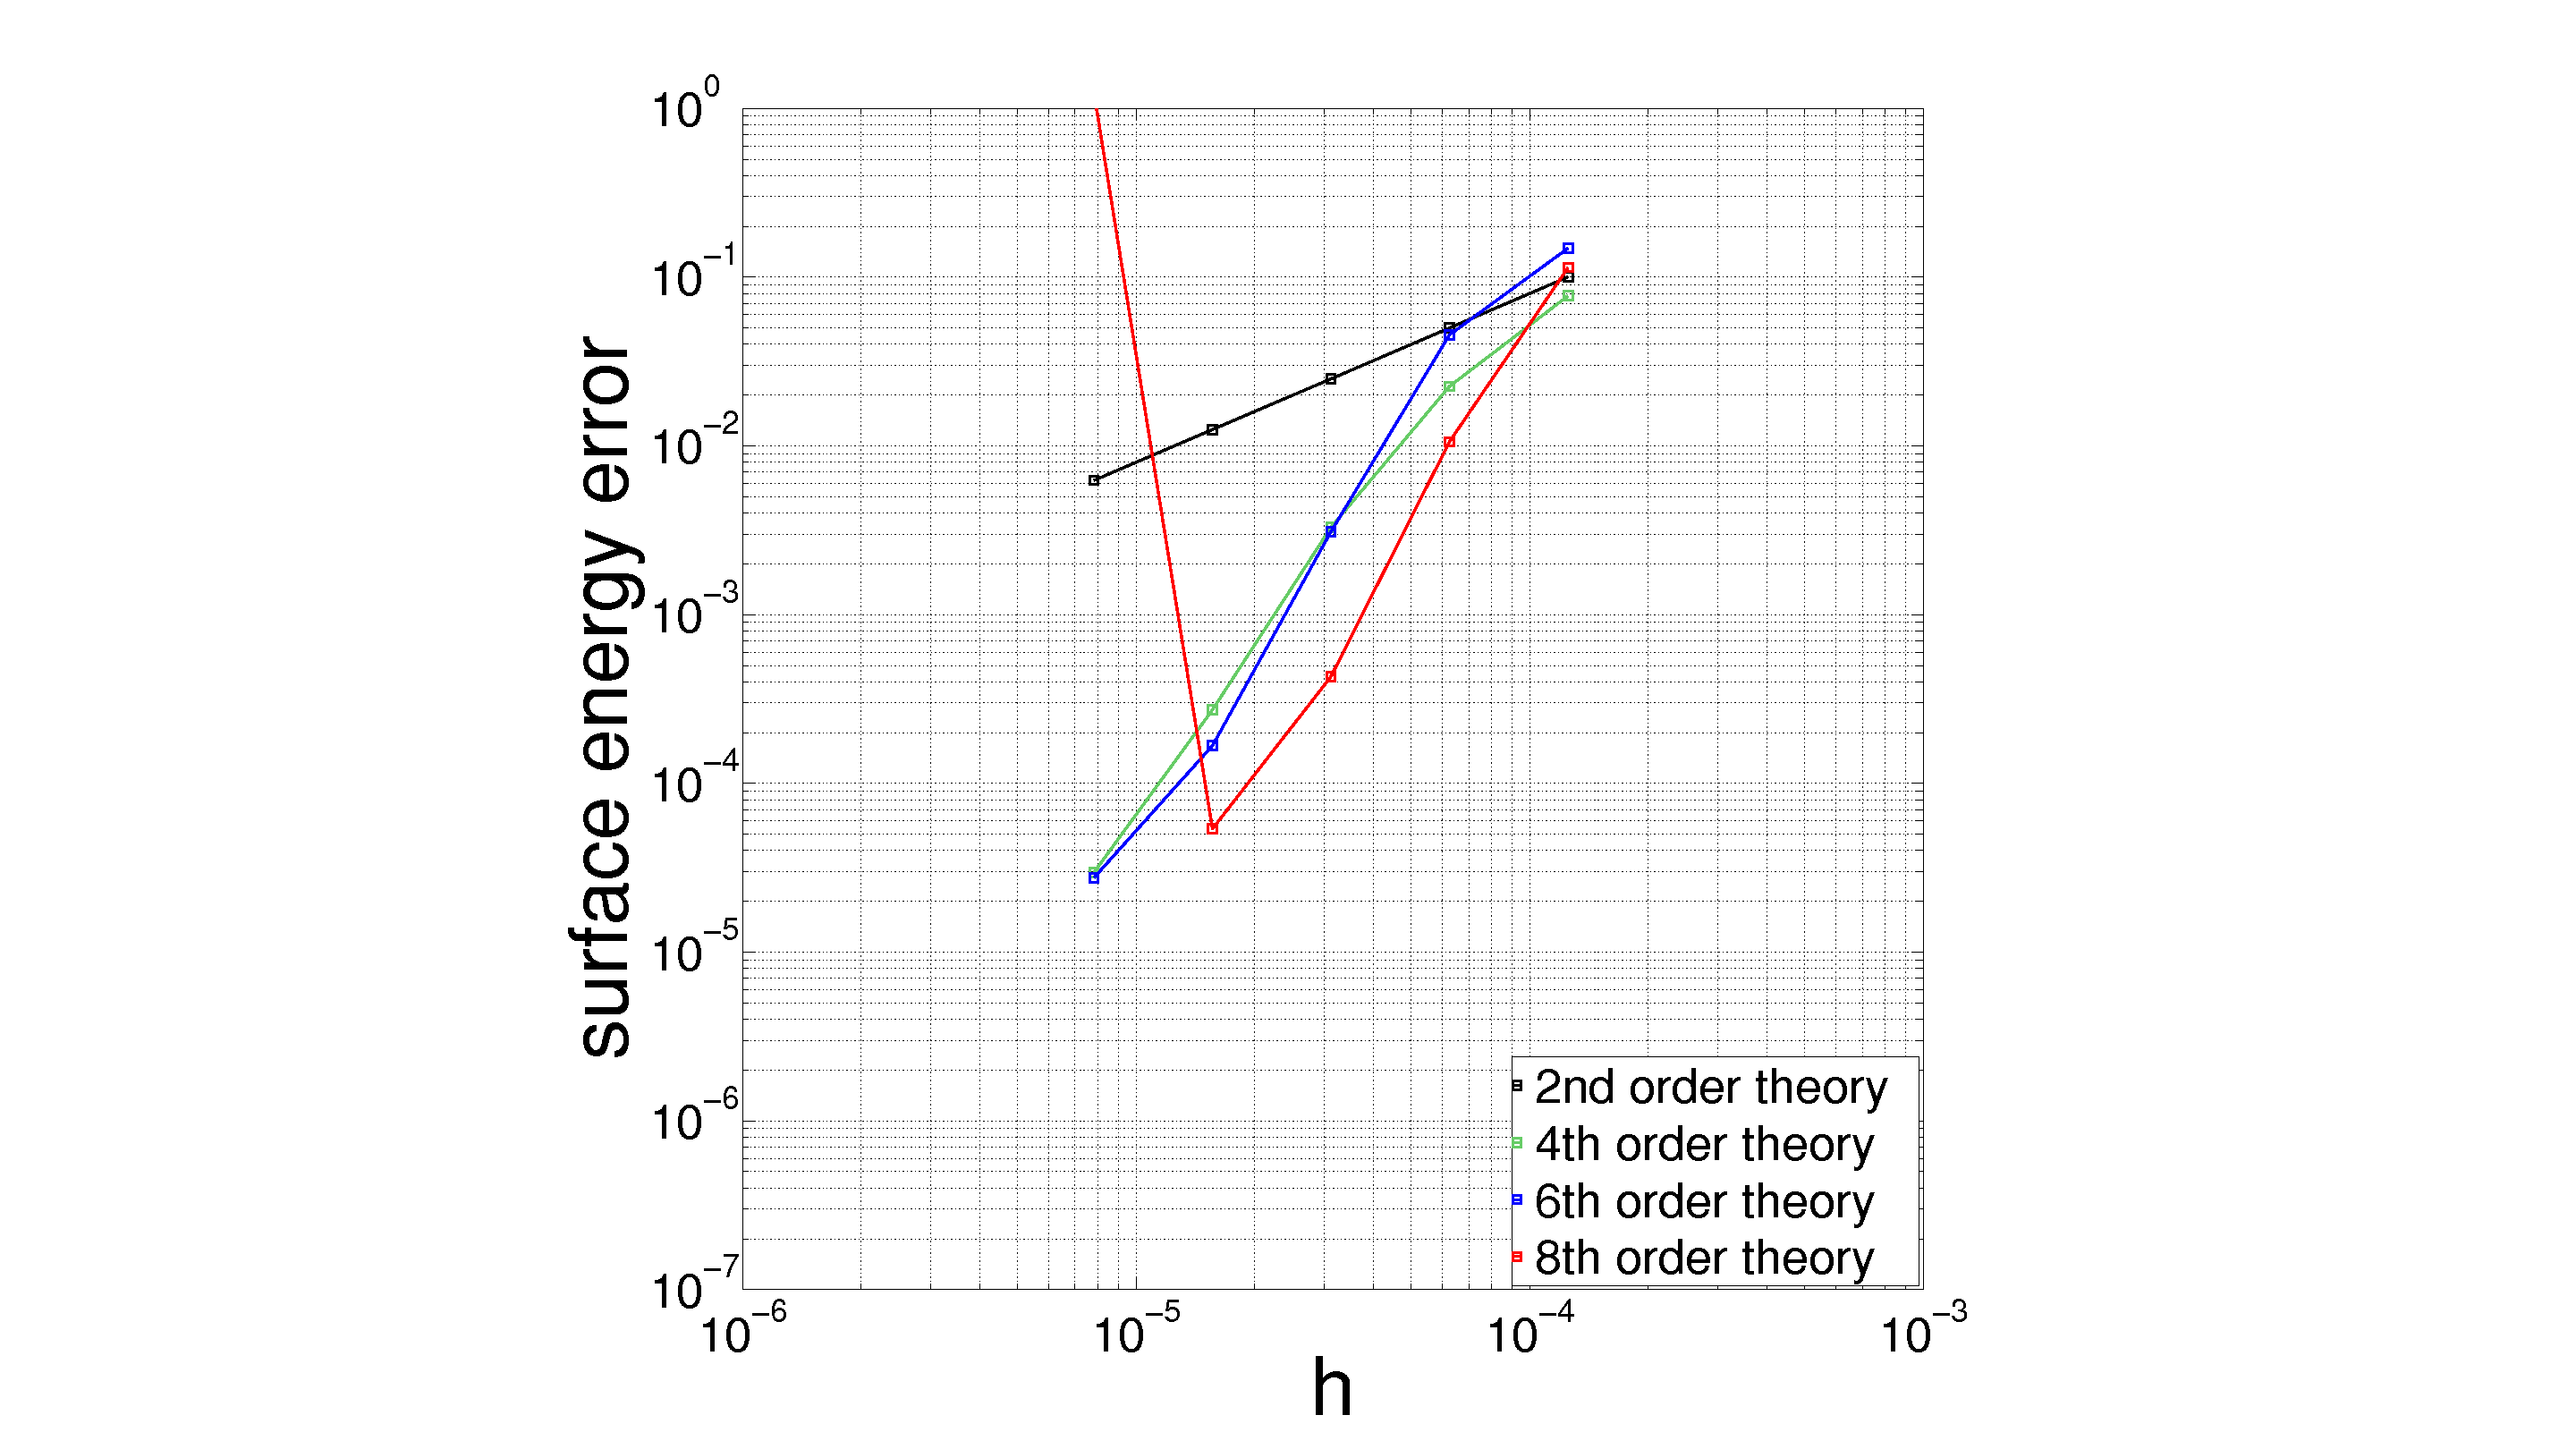 10^0
10^−1
10^−2
10^−3
10^−4
10^−5
10^−6
10^−7
surface energy error
2nd order theory
4th order theory
6th order theory
8th order theory
10^−6 10^−5 10^−4 10^−3
h